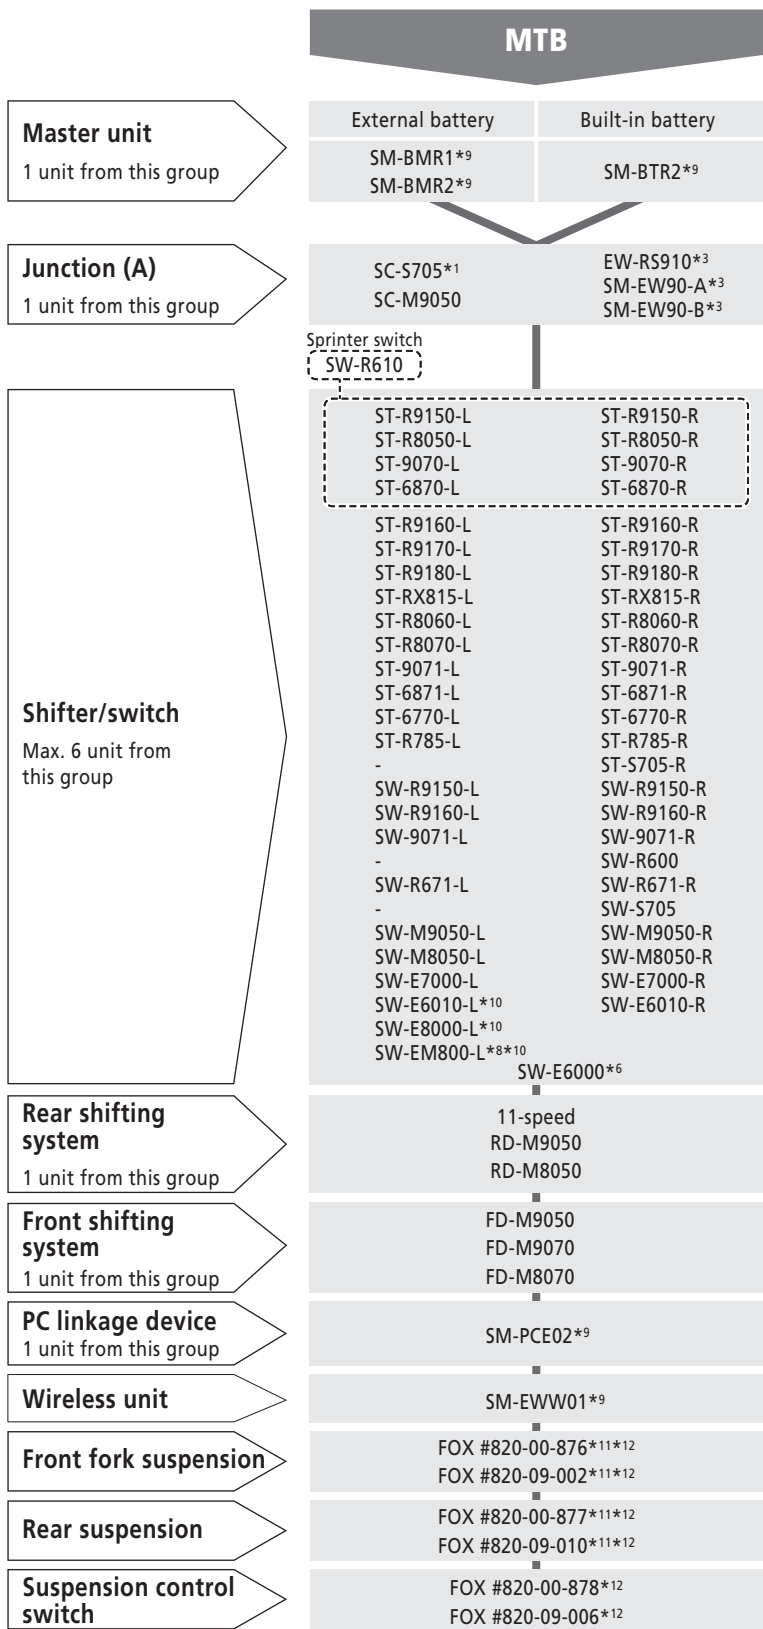 MTB
Master unit
1 unit from this group
External battery
Built-in battery
SM-BMR1*9
SM-BMR2*9
SM-BTR2*9
Junction (A)
1 unit from this group
SC-S705*1
SC-M9050
EW-RS910*3
SM-EW90-A*3
SM-EW90-B*3
Sprinter switch
SW-R610
Shifter/switch
Max. 6 unit from
this group
ST-R9150-L ST-R9150-R
ST-R8050-L ST-R8050-R
ST-9070-L ST-9070-R
ST-6870-L ST-6870-R
ST-R9160-L ST-R9160-R
ST-R9170-L ST-R9170-R
ST-R9180-L ST-R9180-R
ST-RX815-L ST-RX815-R
ST-R8060-L ST-R8060-R
ST-R8070-L ST-R8070-R
ST-9071-L ST-9071-R
ST-6871-L ST-6871-R
ST-6770-L ST-6770-R
ST-R785-L ST-R785-R
- ST-S705-R
SW-R9150-L SW-R9150-R
SW-R9160-L SW-R9160-R
SW-9071-L SW-9071-R
- SW-R600
SW-R671-L SW-R671-R
- SW-S705
SW-M9050-L SW-M9050-R
SW-M8050-L SW-M8050-R
SW-E7000-L SW-E7000-R
SW-E6010-L*10 SW-E6010-R
SW-E8000-L*10
SW-EM800-L*8*10
SW-E6000*6
Rear shifting
system
1 unit from this group
11-speed
RD-M9050
RD-M8050
Front shifting
system
1 unit from this group
FD-M9050
FD-M9070
FD-M8070
PC linkage device
1 unit from this group
SM-PCE02*9
Wireless unit
SM-EWW01*9
Front fork suspension
FOX #820-00-876*11*12
FOX #820-09-002*11*12
Rear suspension
FOX #820-00-877*11*12
FOX #820-09-010*11*12
Suspension control
switch
FOX #820-00-878*12
FOX #820-09-006*12